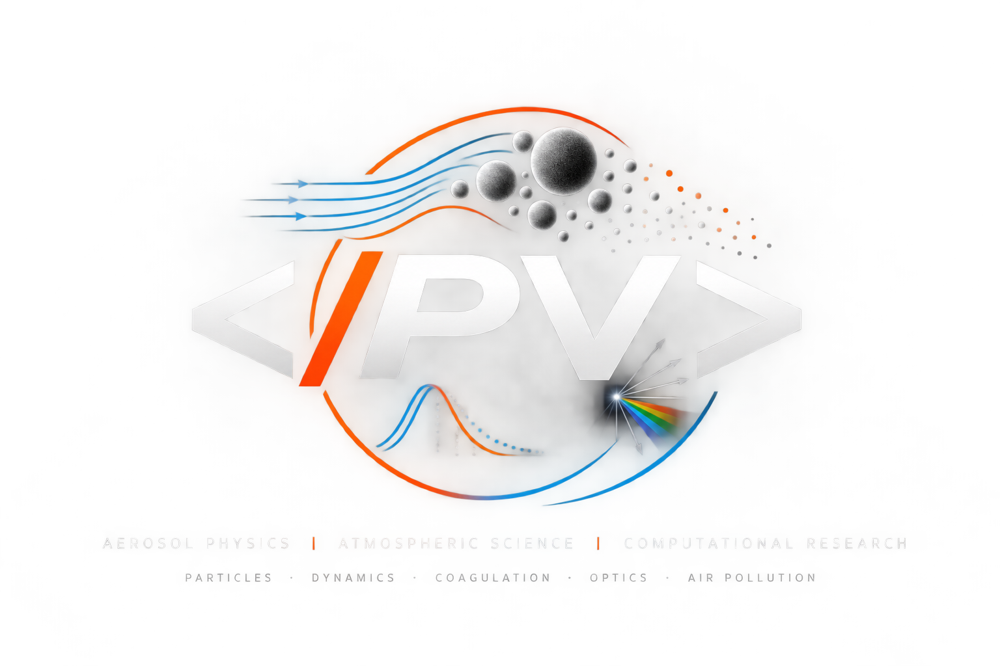 </PV>
AEROSOL PHYSICS | ATMOSPHERIC SCIENCE | COMPUTATIONAL RESEARCH
PARTICLES · DYNAMICS · COAGULATION · OPTICS · AIR POLLUTION